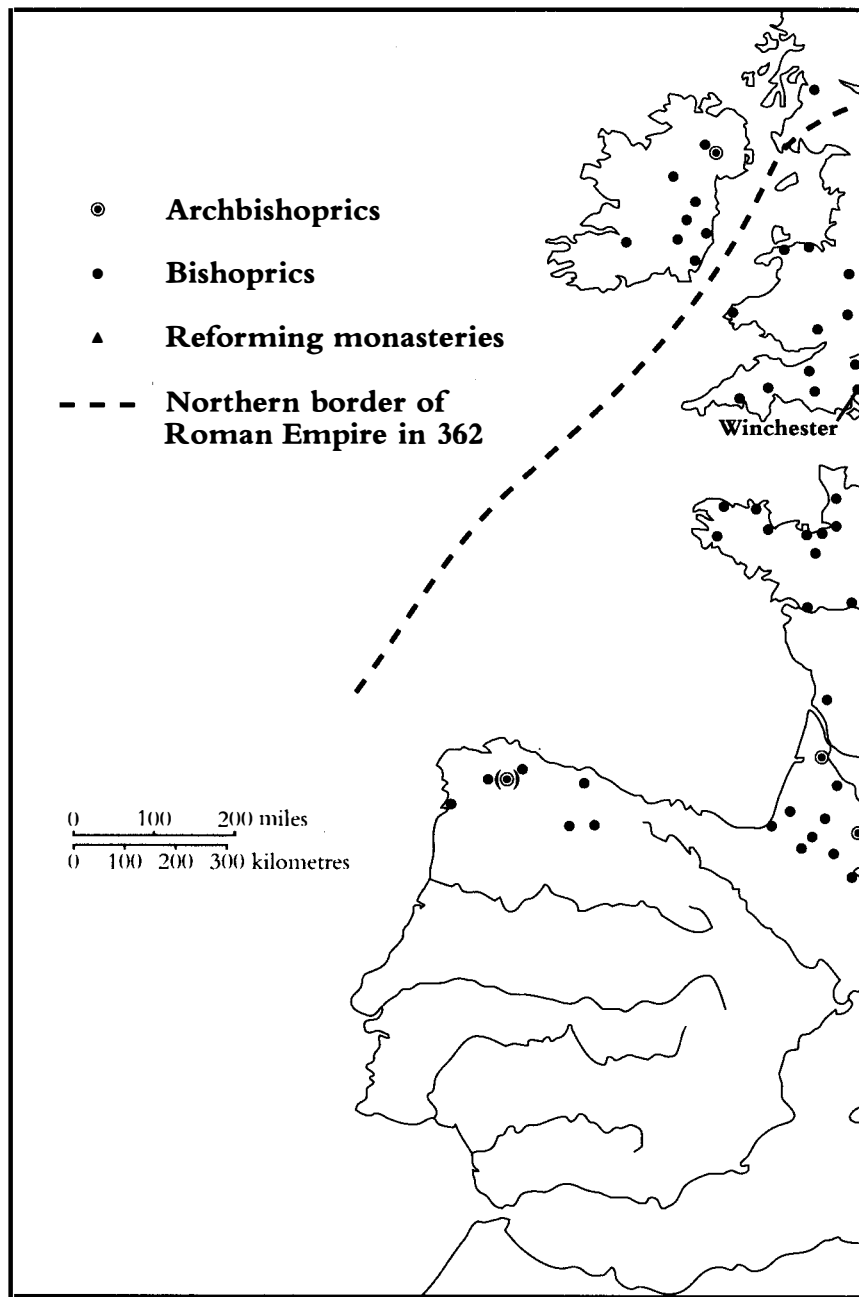 Archbishoprics
Bishoprics
Reforming monasteries
Northern border of
Roman Empire in 362
Winchester
0 100 200 miles
0 100 200 300 kilometres